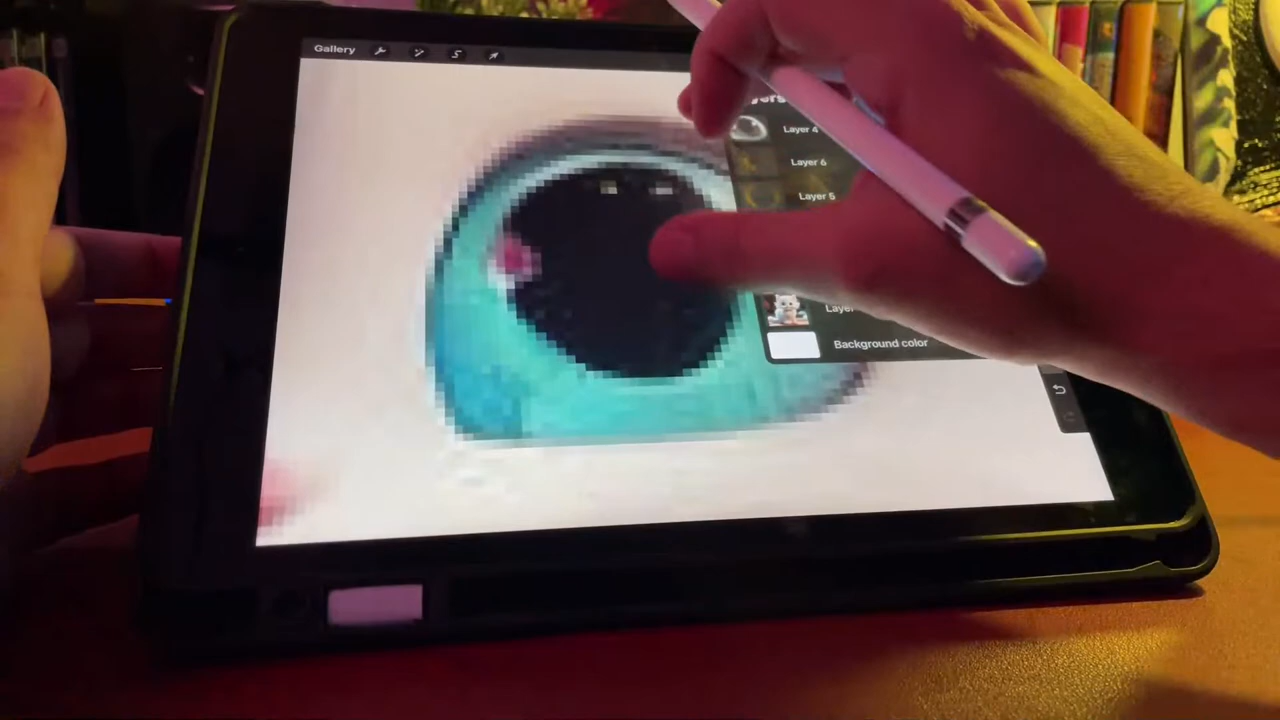 Gallery
Layer 4
Layer 6
Layer 5
Background color